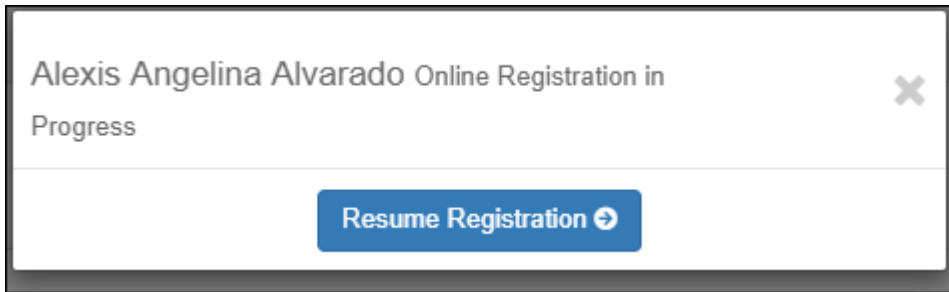 Alexis Angelina Alvarado Online Registration in
Progress
Resume Registration